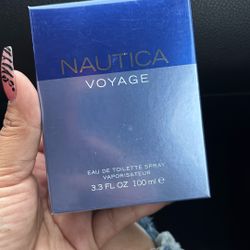 NAUTICA
VOYAGE
EAU DE TOILETTE SPRAY
VAPORISATEUR
3.3 FL OZ 100 ml e